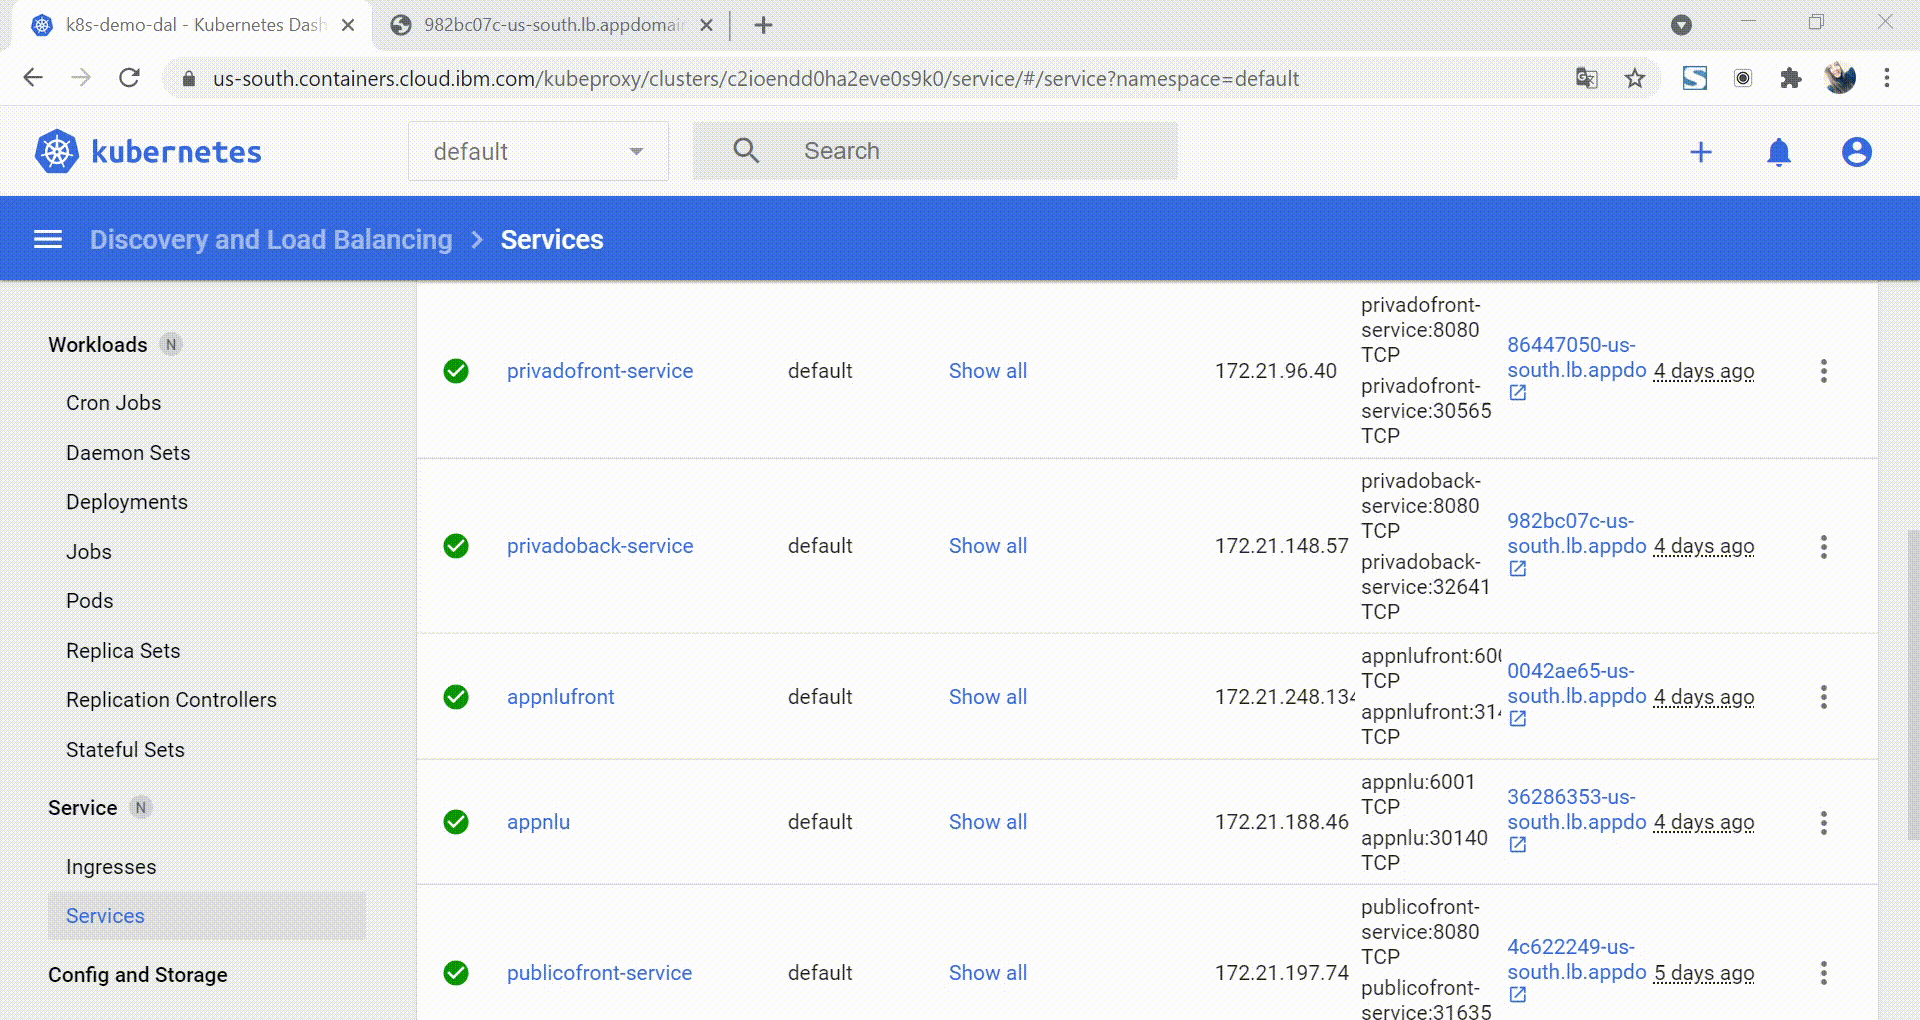 k8s-demo-dal - Kubernetes Dash
982bc07c-us-south.lb.appdomain
us-south.containers.cloud.ibm.com/kubeproxy/clusters/c2ioendd0ha2eve0s9k0/service/#/service?namespace=default
kubernetes
default
Search
Discovery and Load Balancing > Services
Workloads N
Cron Jobs
Daemon Sets
Deployments
Jobs
Pods
Replica Sets
Replication Controllers
Stateful Sets
Service N
Ingresses
Services
Config and Storage
privadofront-service
default
Show all
172.21.96.40
privadofront-
service:8080
TCP
privadofront-
service:30565
TCP
86447050-us-
south.lb.appdo
4 days ago
privadoback-service
default
Show all
172.21.148.57
privadoback-
service:8080
TCP
privadoback-
service:32641
TCP
982bc07c-us-
south.lb.appdo
4 days ago
appnlufront
default
Show all
172.21.248.134
appnlufront:600
TCP
appnlufront:314
TCP
0042ae65-us-
south.lb.appdo
4 days ago
appnlu
default
Show all
172.21.188.46
appnlu:6001
TCP
appnlu:30140
TCP
36286353-us-
south.lb.appdo
4 days ago
publicofront-service
default
Show all
172.21.197.74
publicofront-
service:8080
TCP
publicofront-
service:31635
4c622249-us-
south.lb.appdo
5 days ago